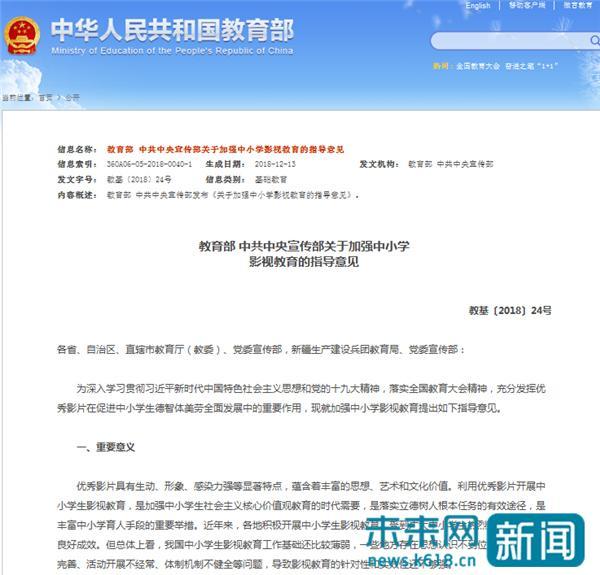 English | 移动客户端 | 微言教育
中华人民共和国教育部
Ministry of Education of the People's Republic of China
新闻: 全国教育大会 奋进之笔"1+1"
当前位置: 首页 > 公开
信息名称: 教育部 中共中央宣传部关于加强中小学影视教育的指导意见
信息索引: 360A06-05-2018-0040-1 生成日期: 2018-12-13 发文机构: 教育部 中共中央宣传部
发文字号: 教基〔2018〕24号 信息类别: 基础教育
内容概述: 教育部 中共中央宣传部发布《关于加强中小学影视教育的指导意见》。
教育部 中共中央宣传部关于加强中小学
影视教育的指导意见
教基〔2018〕24号
各省、自治区、直辖市教育厅（教委）、党委宣传部，新疆生产建设兵团教育局、党委宣传部：
为深入学习贯彻习近平新时代中国特色社会主义思想和党的十九大精神，落实全国教育大会精神，充分发挥优
秀影片在促进中小学生德智体美劳全面发展中的重要作用，现就加强中小学影视教育提出如下指导意见。
一、重要意义
优秀影片具有生动、形象、感染力强等显著特点，蕴含着丰富的思想、艺术和文化价值。利用优秀影片开展中
小学生影视教育，是加强中小学生社会主义核心价值观教育的时代需要，是落实立德树人根本任务的有效途径，是
丰富中小学育人手段的重要举措。近年来，各地积极开展中小学生影视教育
良好成效。但总体上看，我国中小学生影视教育工作基础还比较薄弱，一些地方存在思想认识不到位
完善、活动开展不经常、体制机制不健全等问题，导致影视教育的针对性
未来网 新闻
news.k618.cn